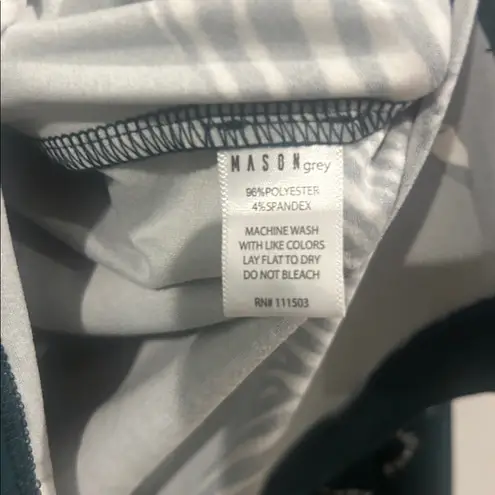 MASON grey
96%POLYESTER
4%SPANDEX
MACHINE WASH
WITH LIKE COLORS
LAY FLAT TO DRY
DO NOT BLEACH
RN# 111503